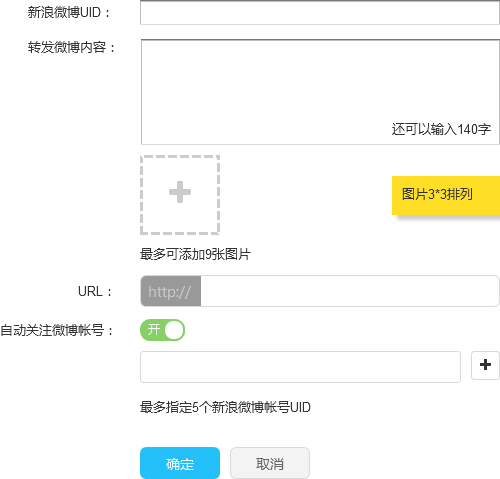 新浪微博UID：
转发微博内容：
还可以输入140字
图片3*3排列
最多可添加9张图片
URL： http://
自动关注微博帐号： 开
最多指定5个新浪微博帐号UID
确定 取消